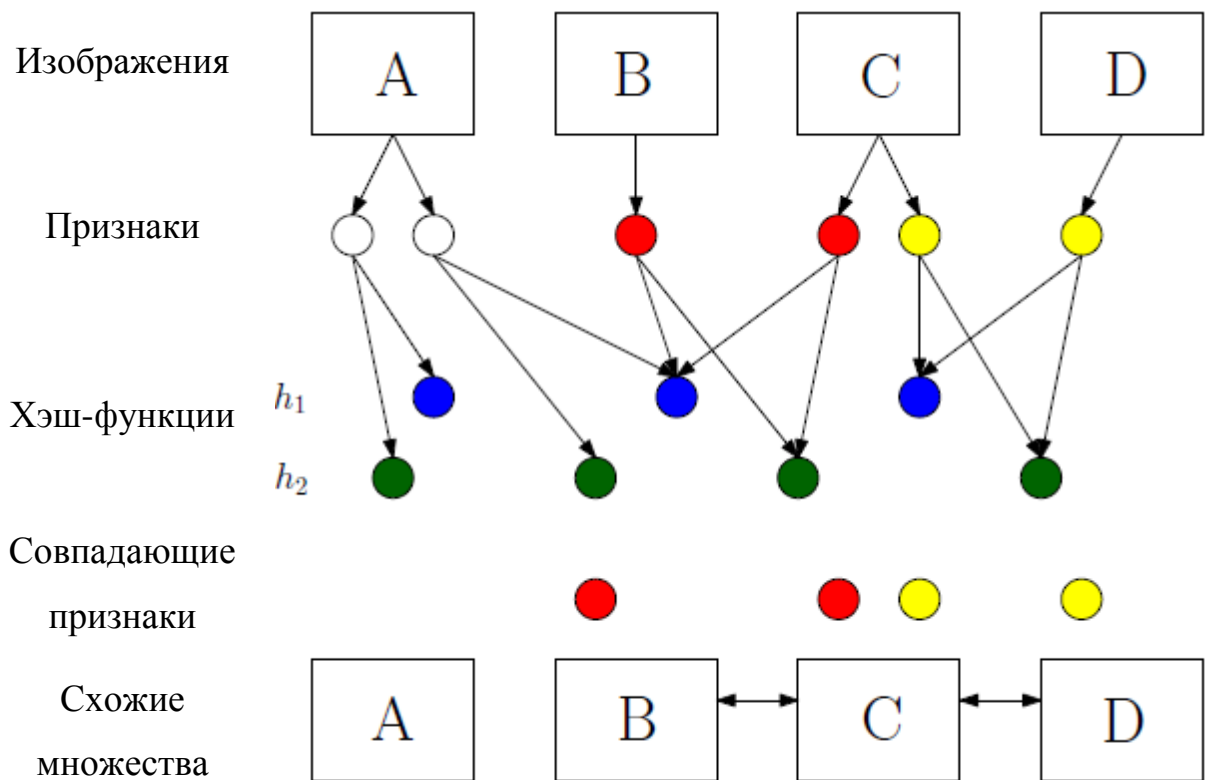 Изображения
A B C D
Признаки
Хэш-функции
h₁
h₂
Совпадающие
признаки
Схожие
множества
A B C D